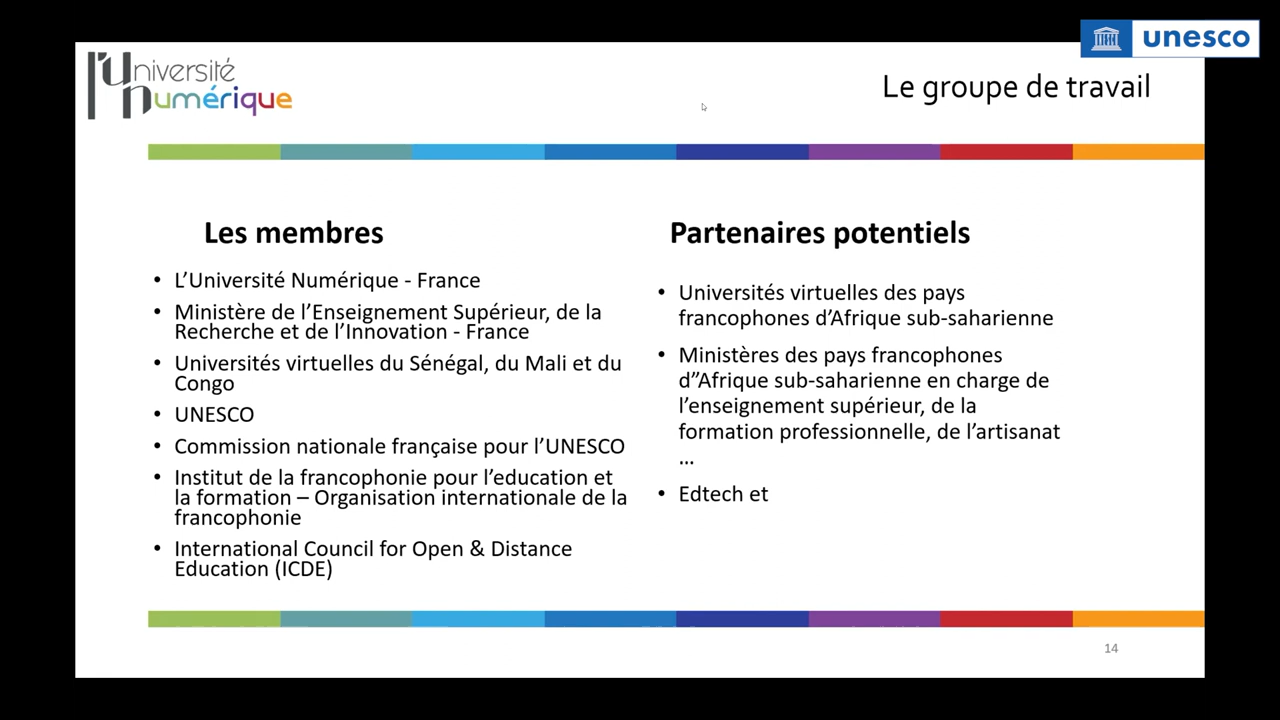 l'Université
numérique
unesco
Le groupe de travail
Les membres
• L’Université Numérique - France
• Ministère de l’Enseignement Supérieur, de la
Recherche et de l’Innovation - France
• Universités virtuelles du Sénégal, du Mali et du
Congo
• UNESCO
• Commission nationale française pour l’UNESCO
• Institut de la francophonie pour l’education et
la formation – Organisation internationale de la
francophonie
• International Council for Open & Distance
Education (ICDE)
Partenaires potentiels
• Universités virtuelles des pays
francophones d’Afrique sub-saharienne
• Ministères des pays francophones
d’’Afrique sub-saharienne en charge de
l’enseignement supérieur, de la
formation professionnelle, de l’artisanat
…
• Edtech et
14